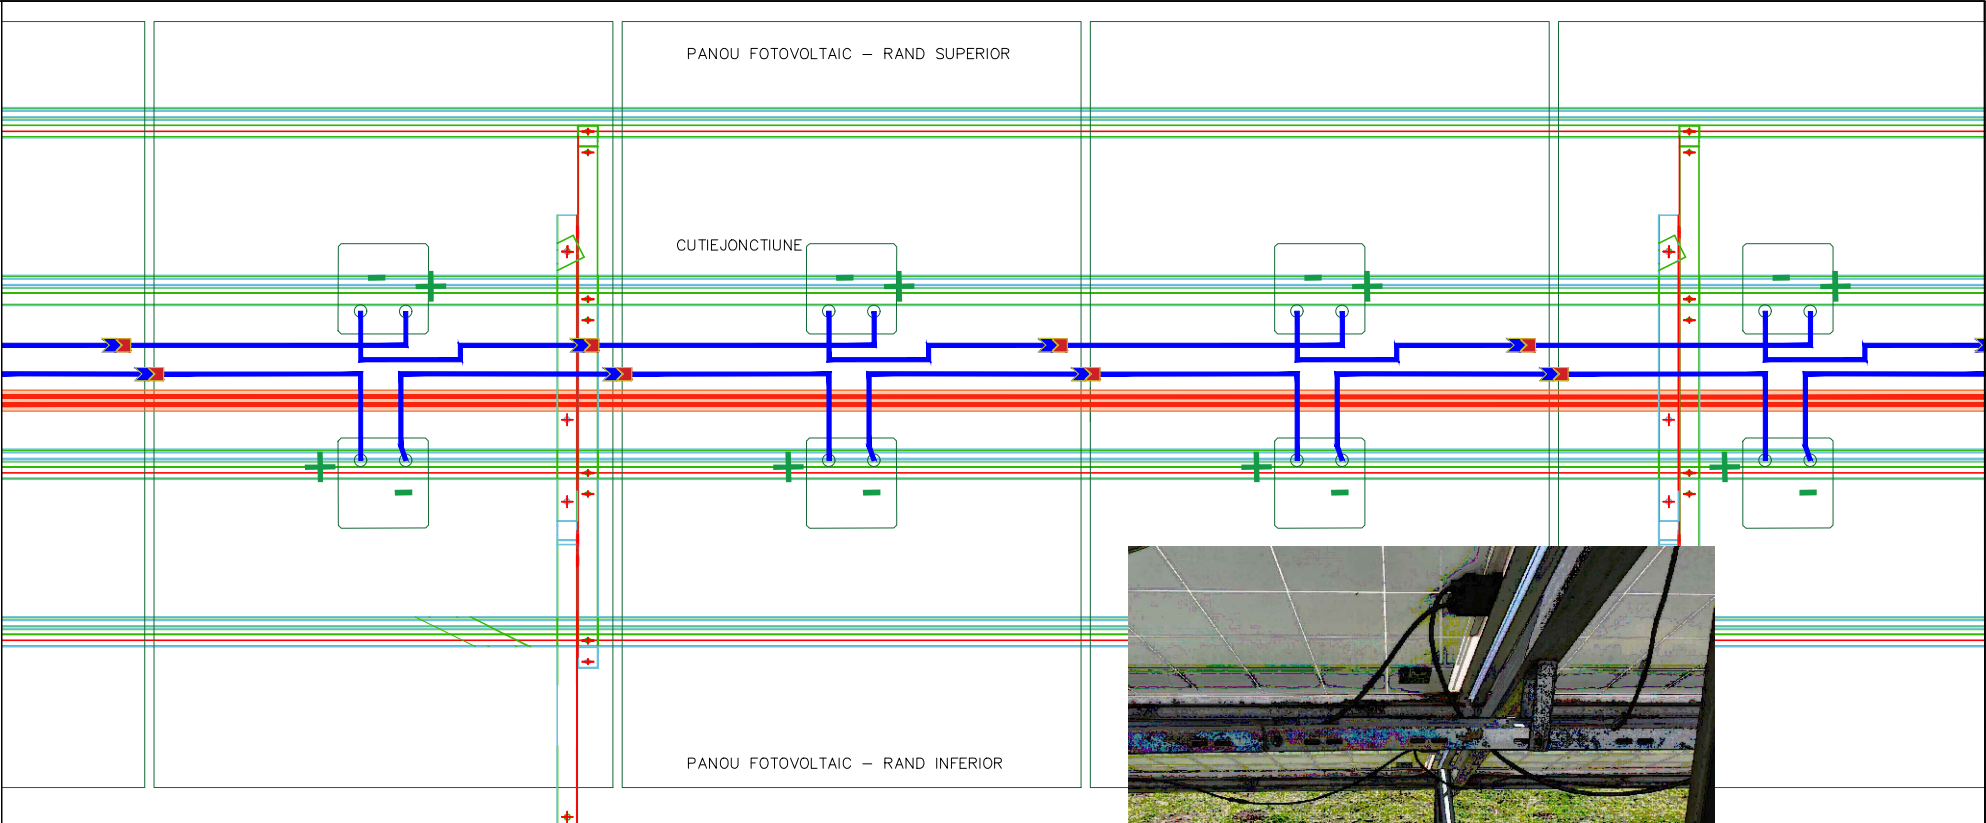 PANOU FOTOVOLTAIC – RAND SUPERIOR
CUTIEJONCTIUNE
PANOU FOTOVOLTAIC – RAND INFERIOR